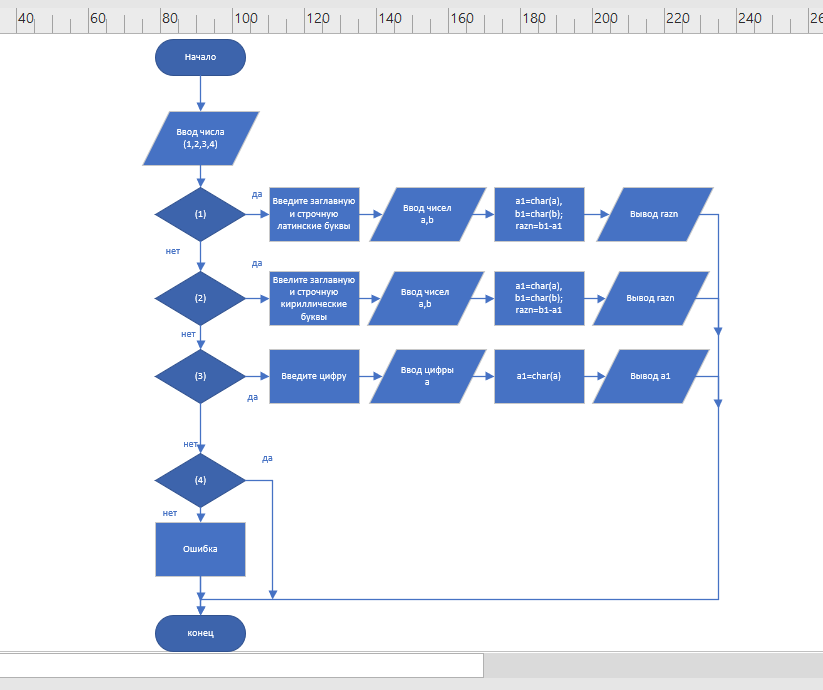 40 60 80 100 120 140 160 180 200 220 240 26
Начало
Ввод числа
(1,2,3,4)
(1)
да
Введите заглавную
и строчную
латинские буквы
Ввод чисел
a,b
a1=char(a),
b1=char(b);
razn=b1-a1
Вывод razn
нет
(2)
да
Ввелите заглавную
и строчную
кириллические
буквы
Ввод чисел
a,b
a1=char(a),
b1=char(b);
razn=b1-a1
Вывод razn
нет
(3)
да
Введите цифру
Ввод цифры
a
a1=char(a)
Вывод a1
нет
(4)
да
нет
Ошибка
конец